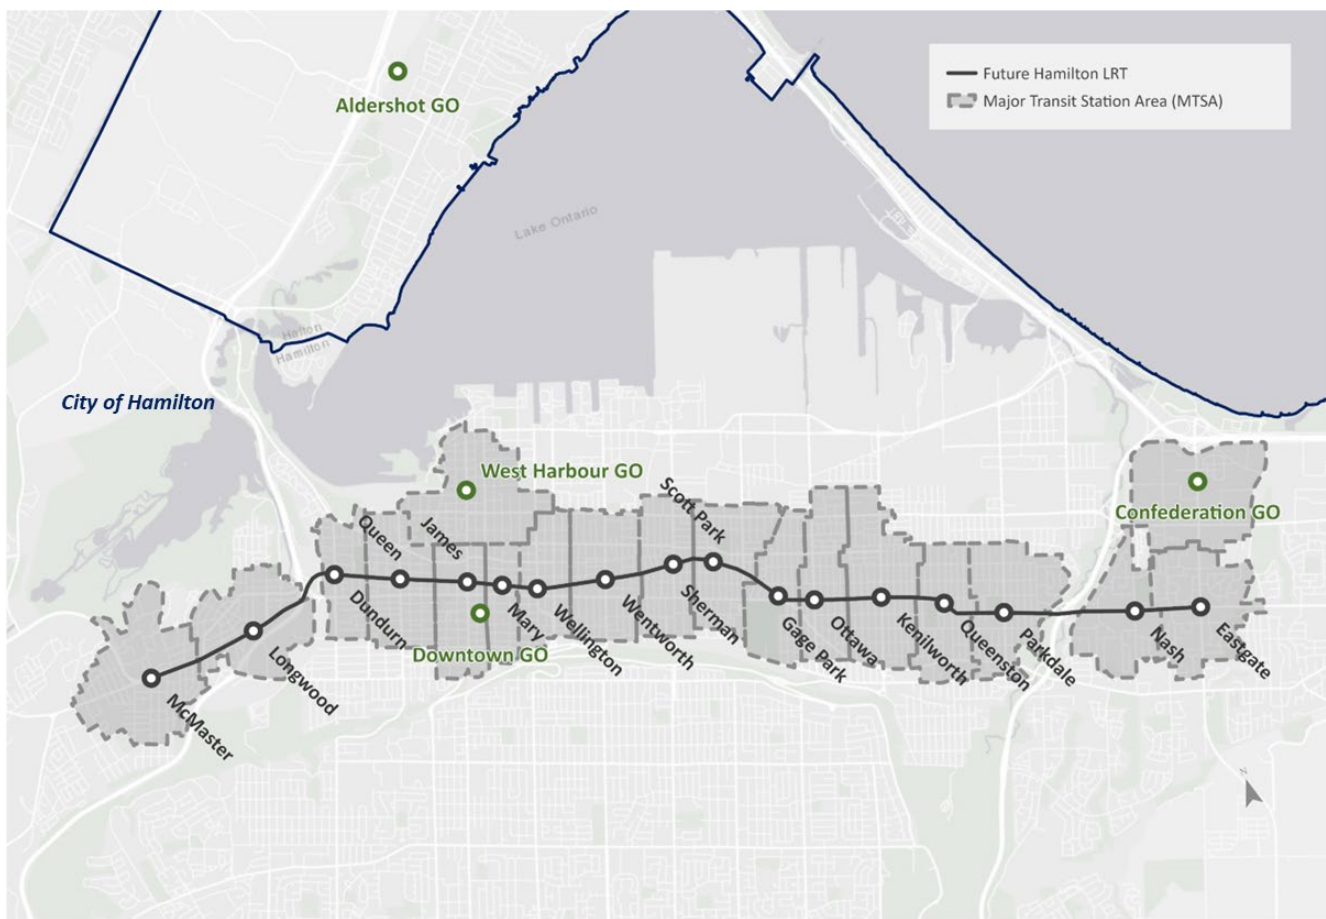 Future Hamilton LRT
Major Transit Station Area (MTSA)
Aldershot GO
Lake Ontario
Halton
Hamilton
City of Hamilton
West Harbour GO
Scott Park
Confederation GO
Queen
James
Dundurn
Mary
Wellington
Wentworth
Sherman
Gage Park
Ottawa
Kenilworth
Queenston
Parkdale
Nash
Eastgate
Downtown GO
Longwood
McMaster
N